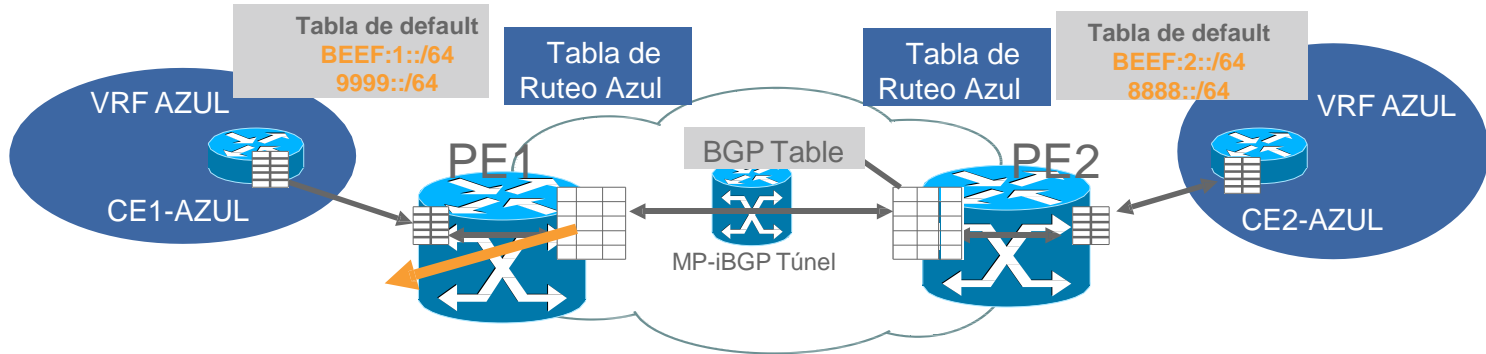 Tabla de default
BEEF:1::/64
9999::/64
Tabla de
Ruteo Azul
Tabla de
Ruteo Azul
Tabla de default
BEEF:2::/64
8888::/64
VRF AZUL
CE1-AZUL
PE1
BGP Table
MP-iBGP Túnel
PE2
VRF AZUL
CE2-AZUL